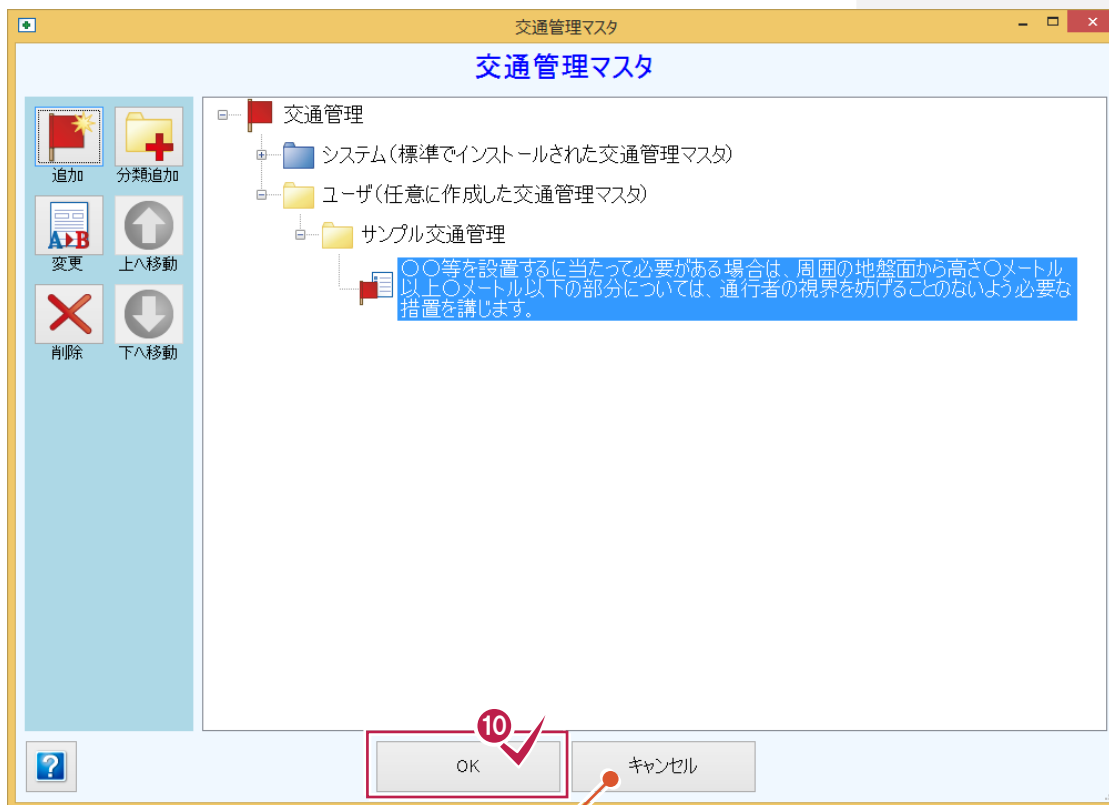 交通管理マスタ
交通管理マスタ
追加
分類追加
変更
上へ移動
削除
下へ移動
交通管理
システム(標準でインストールされた交通管理マスタ)
ユーザ(任意に作成した交通管理マスタ)
サンプル交通管理
〇〇等を設置するに当たって必要がある場合は、周囲の地盤面から高さ〇メートル
以上〇メートル以下の部分については、通行者の視界を妨げることのないよう必要な
措置を講じます。
A▶B
?
10
OK
キャンセル